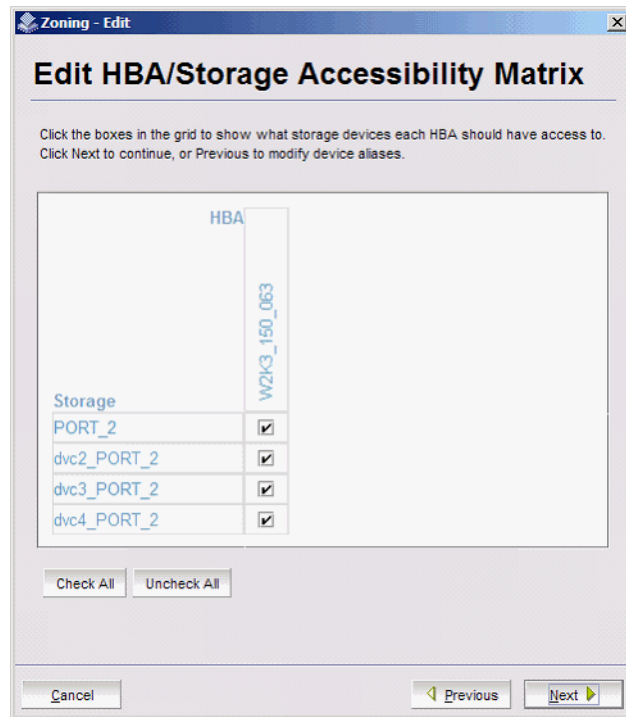 Zoning - Edit
Edit HBA/Storage Accessibility Matrix
Click the boxes in the grid to show what storage devices each HBA should have access to.
Click Next to continue, or Previous to modify device aliases.
HBA
W2K3_150_063
Storage
PORT_2
dvc2_PORT_2
dvc3_PORT_2
dvc4_PORT_2
Check All Uncheck All
Cancel Previous Next